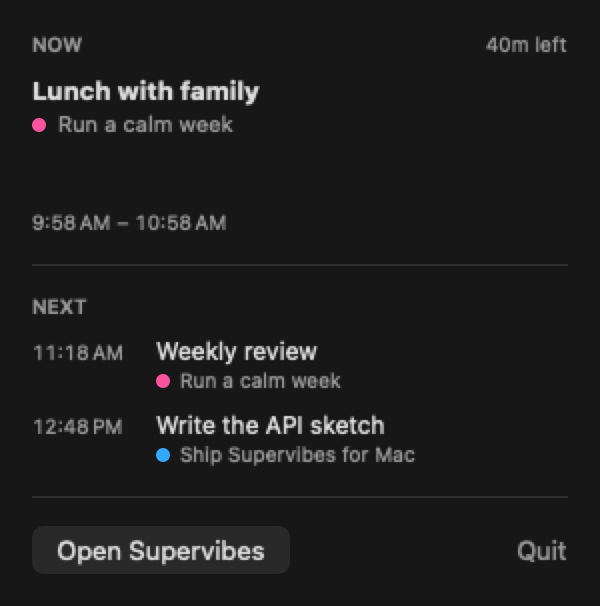 NOW
40m left
Lunch with family
Run a calm week
9:58 AM – 10:58 AM
NEXT
11:18 AM Weekly review
Run a calm week
12:48 PM Write the API sketch
Ship Supervibes for Mac
Open Supervibes
Quit